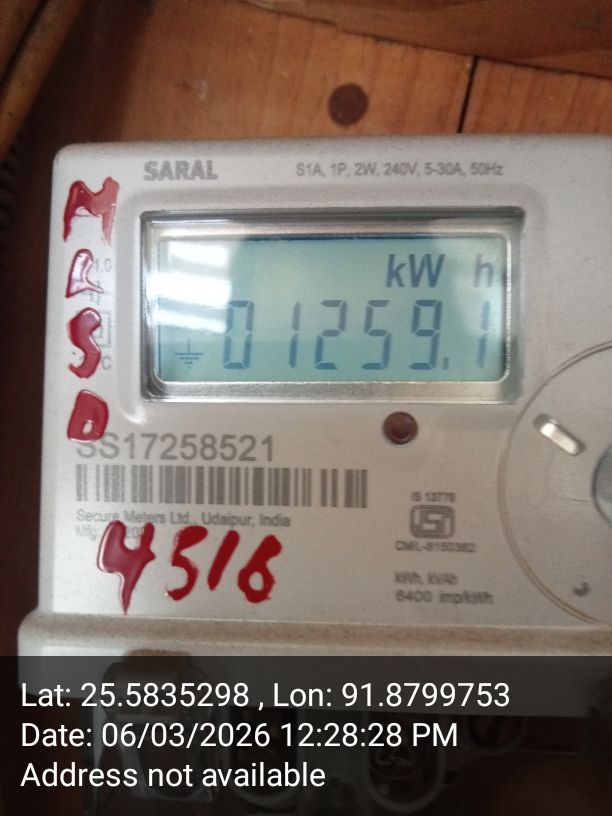 SARAL
S1A, 1P, 2W, 240V, 5-30A, 50Hz
kW h
01259.1
SS17258521
Secure Meters Ltd., Udaipur, India
Mfg.
4516
IS 13779
CM/L-8150362
kWh, kVAh
6400 imp/kWh
Lat: 25.5835298 , Lon: 91.8799753
Date: 06/03/2026 12:28:28 PM
Address not available